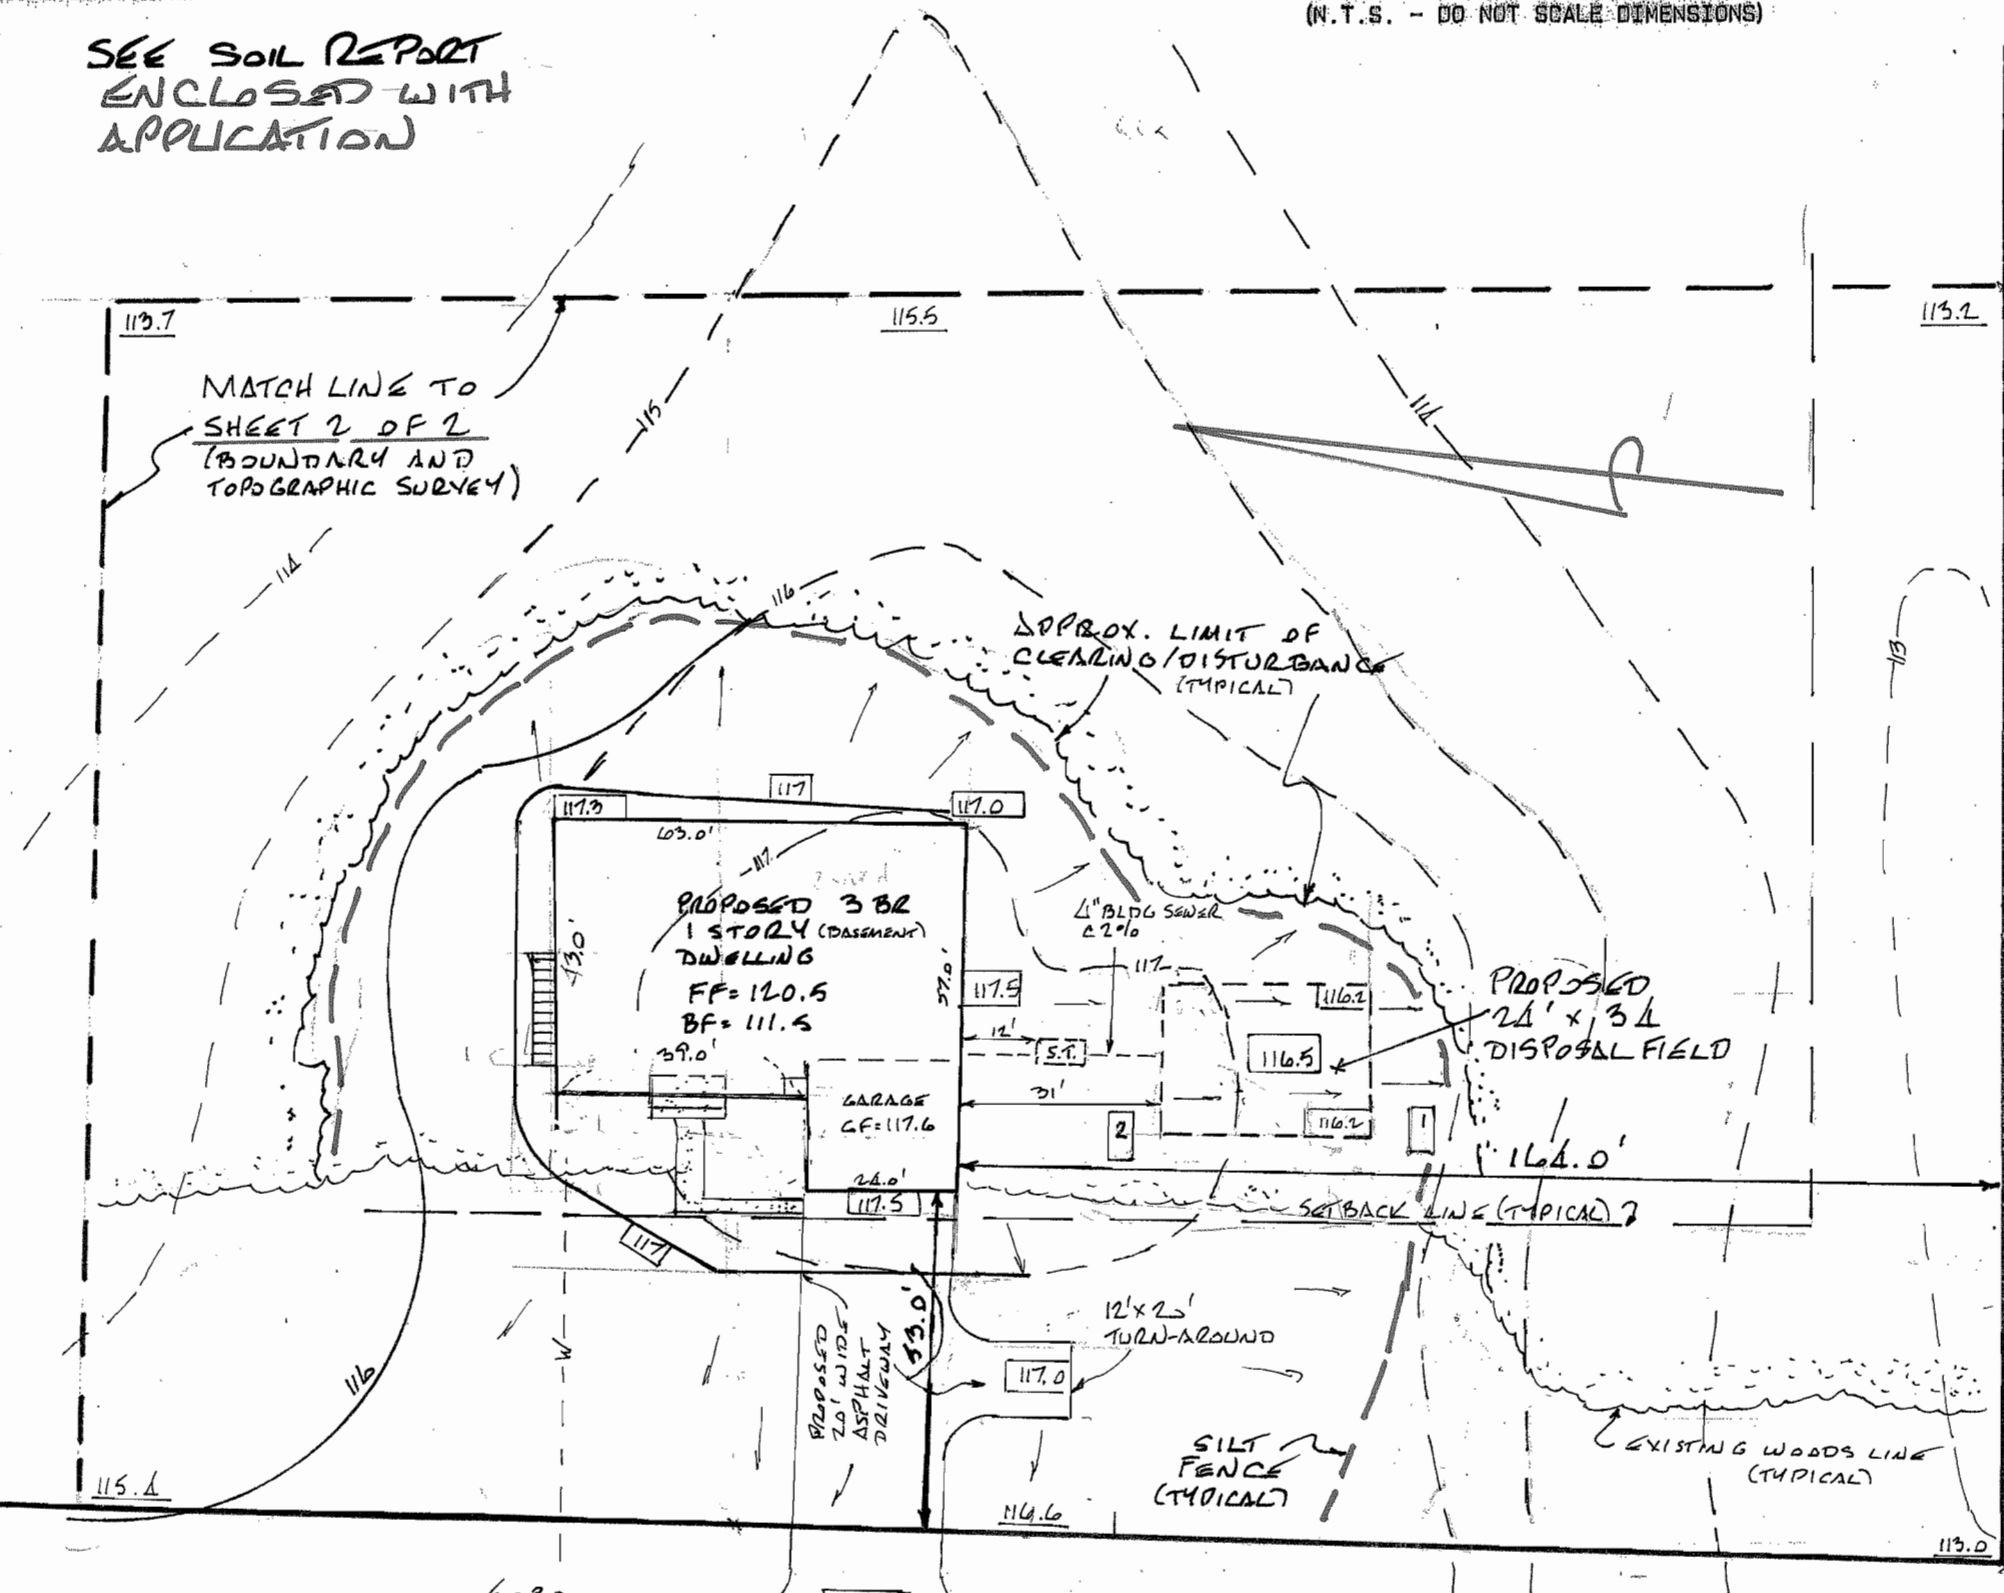 (N.T.S. - DO NOT SCALE DIMENSIONS)
SEE SOIL REPORT
ENCLOSED WITH
APPLICATION
113.7
115.5
113.2
MATCH LINE TO
SHEET 2 OF 2
(BOUNDARY AND
TOPOGRAPHIC SURVEY)
115
114
114
116
APPROX. LIMIT OF
CLEARING/DISTURBANCE
(TYPICAL)
113
117
117.3
117.0
63.0'
117
PROPOSED 3 BR
1 STORY (BASEMENT)
DWELLING
FF= 120.5
BF= 111.5
43.0'
57.0'
39.0'
4" BLDG SEWER
@ 2%
117
117.5
116.2
12'
S.T.
116.5
PROPOSED
24' x 34
DISPOSAL FIELD
31'
GARAGE
GF=117.6
116.2
2
1
164.0'
24.0'
117.5
SETBACK LINE (TYPICAL)
117
53.0'
PROPOSED
20' WIDE
ASPHALT
DRIVEWAY
12' x 20'
TURN-AROUND
117.0
W
116
SILT
FENCE
(TYPICAL)
EXISTING WOODS LINE
(TYPICAL)
115.4
116.6
113.0